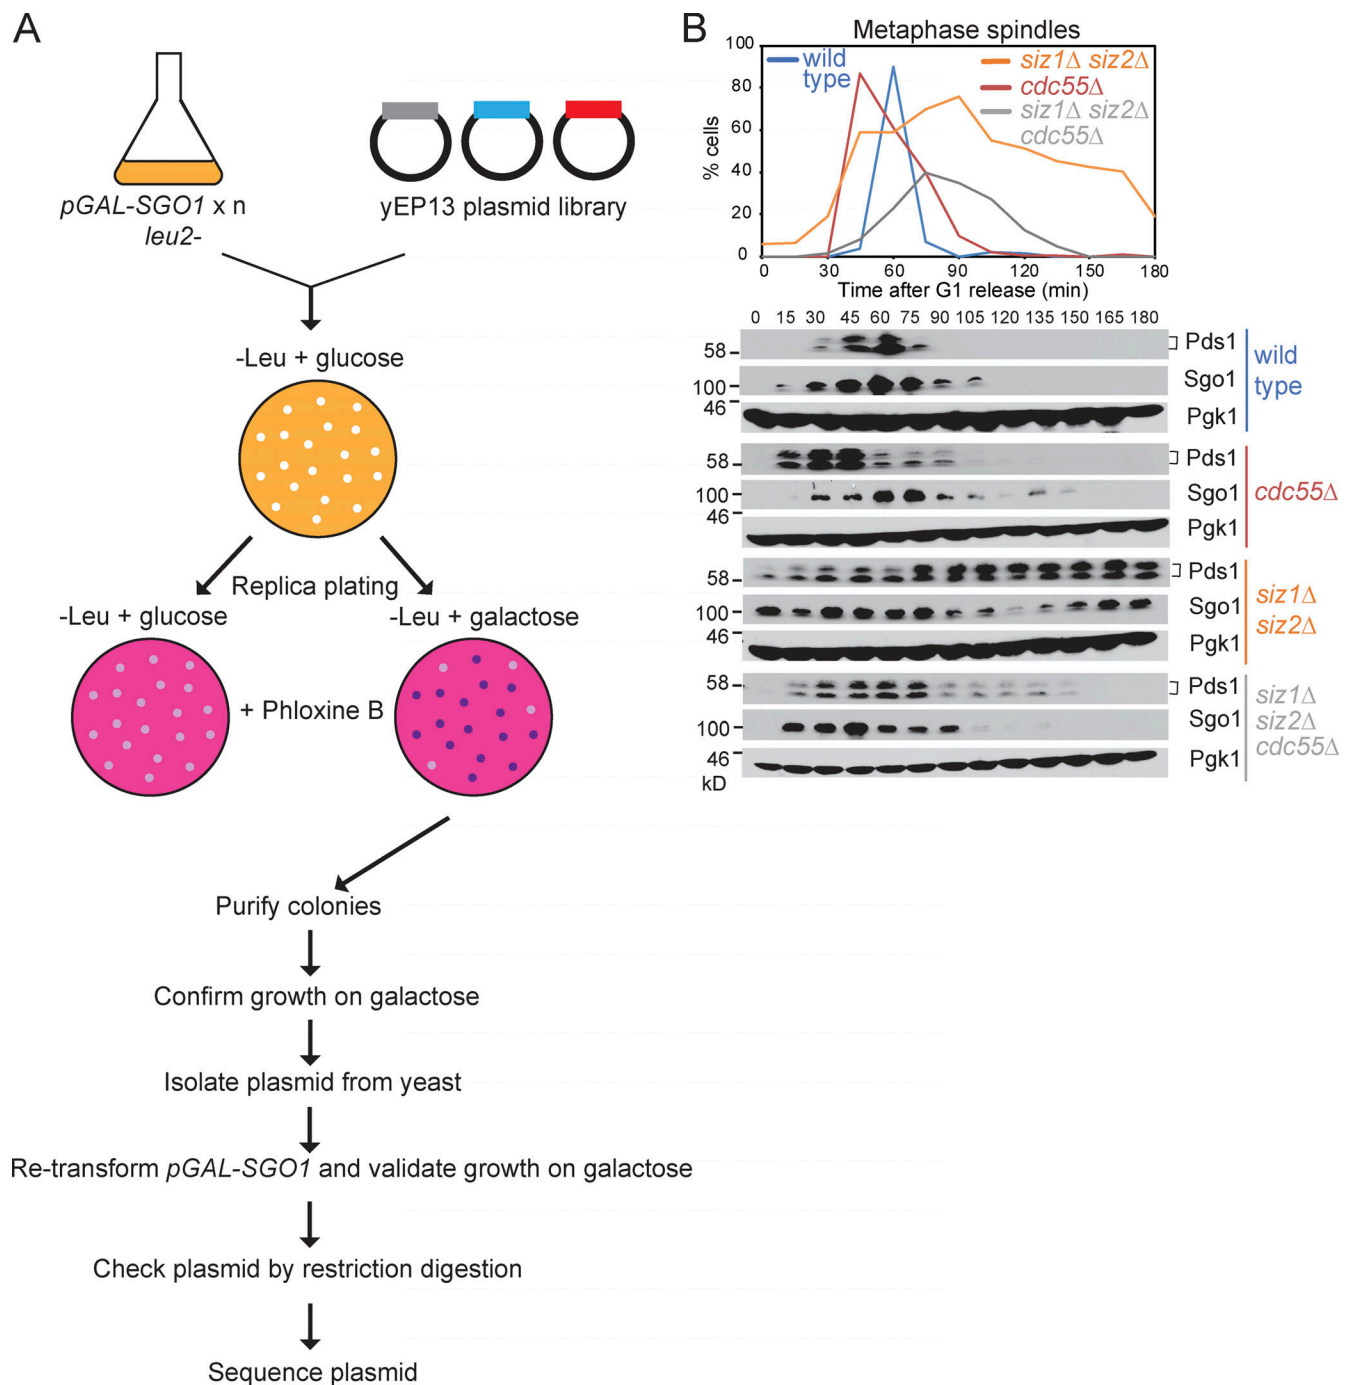 A
pGAL-SGO1 x n
leu2-
yEP13 plasmid library
-Leu + glucose
Replica plating
-Leu + glucose
-Leu + galactose
+ Phloxine B
Purify colonies
Confirm growth on galactose
Isolate plasmid from yeast
Re-transform pGAL-SGO1 and validate growth on galactose
Check plasmid by restriction digestion
Sequence plasmid
B
Metaphase spindles
100
80
60
40
20
0
% cells
wild
type
siz1Δ siz2Δ
cdc55Δ
siz1Δ siz2Δ
cdc55Δ
0 30 60 90 120 150 180
Time after G1 release (min)
0 15 30 45 60 75 90 105 120 135 150 165 180
58
Pds1
100
Sgo1
46
Pgk1
wild
type
58
Pds1
100
Sgo1
46
Pgk1
cdc55Δ
58
Pds1
100
Sgo1
46
Pgk1
siz1Δ
siz2Δ
58
Pds1
100
Sgo1
46
Pgk1
kD
siz1Δ
siz2Δ
cdc55Δ